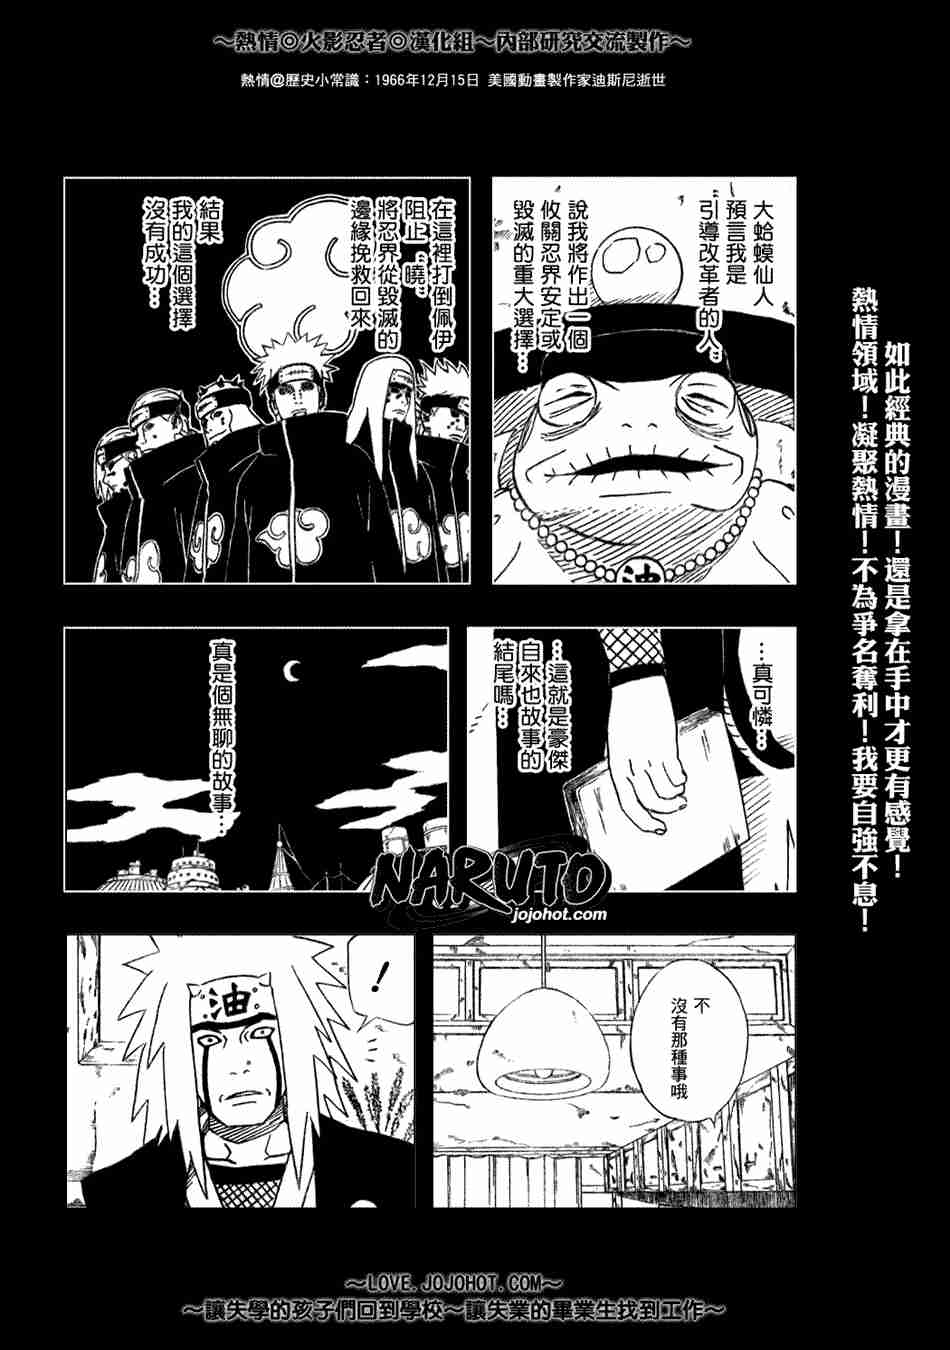 ～熱情◎火影忍者◎漢化組～內部研究交流製作～
熱情@歷史小常識：1966年12月15日 美國動畫製作家迪斯尼逝世
如此經典的漫畫！還是拿在手中才更有感覺！
熱情領域！凝聚熱情！不為爭名奪利！我要自強不息！
大蛤蟆仙人
預言我是
引導改革者的人…
說我將作出一個
攸關忍界安定或
毀滅的重大選擇…
油
在這裡打倒佩伊
阻止﹁曉﹂
將忍界從毀滅的
邊緣挽救回來
結果
我的這個選擇
沒有成功…
…真可憐…
…這就是豪傑
自來也故事的
結尾嗎…
真是個無聊的故事…
NARUTO
jojohot.com
不
沒有那種事哦
！
油
～LOVE.JOJOHOT.COM～
～讓失學的孩子們回到學校～讓失業的畢業生找到工作～